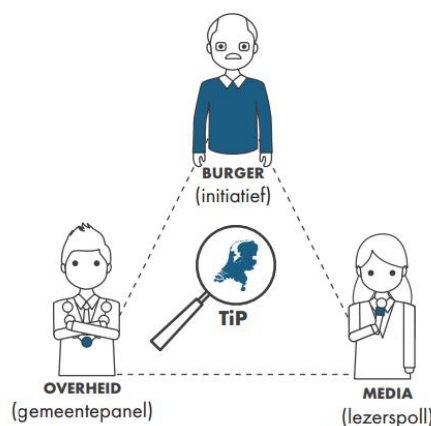 BURGER
(initiatief)
TiP
OVERHEID
(gemeentepanel)
MEDIA
(lezerspoll)